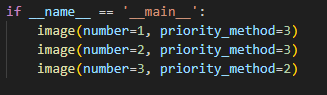 if __name__ == '__main__':
    image(number=1, priority_method=3)
    image(number=2, priority_method=3)
    image(number=3, priority_method=2)